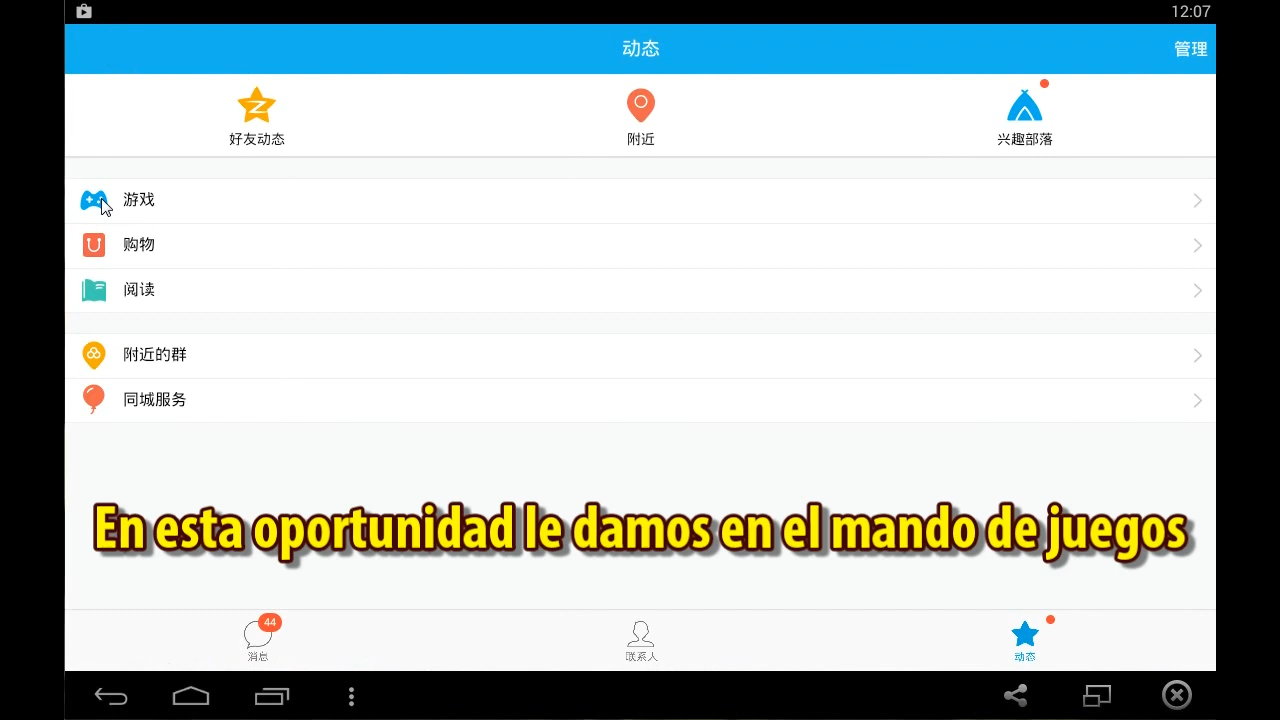 12:07
动态
管理
好友动态
附近
兴趣部落
游戏
购物
阅读
附近的群
同城服务
En esta oportunidad le damos en el mando de juegos
44
消息
联系人
动态